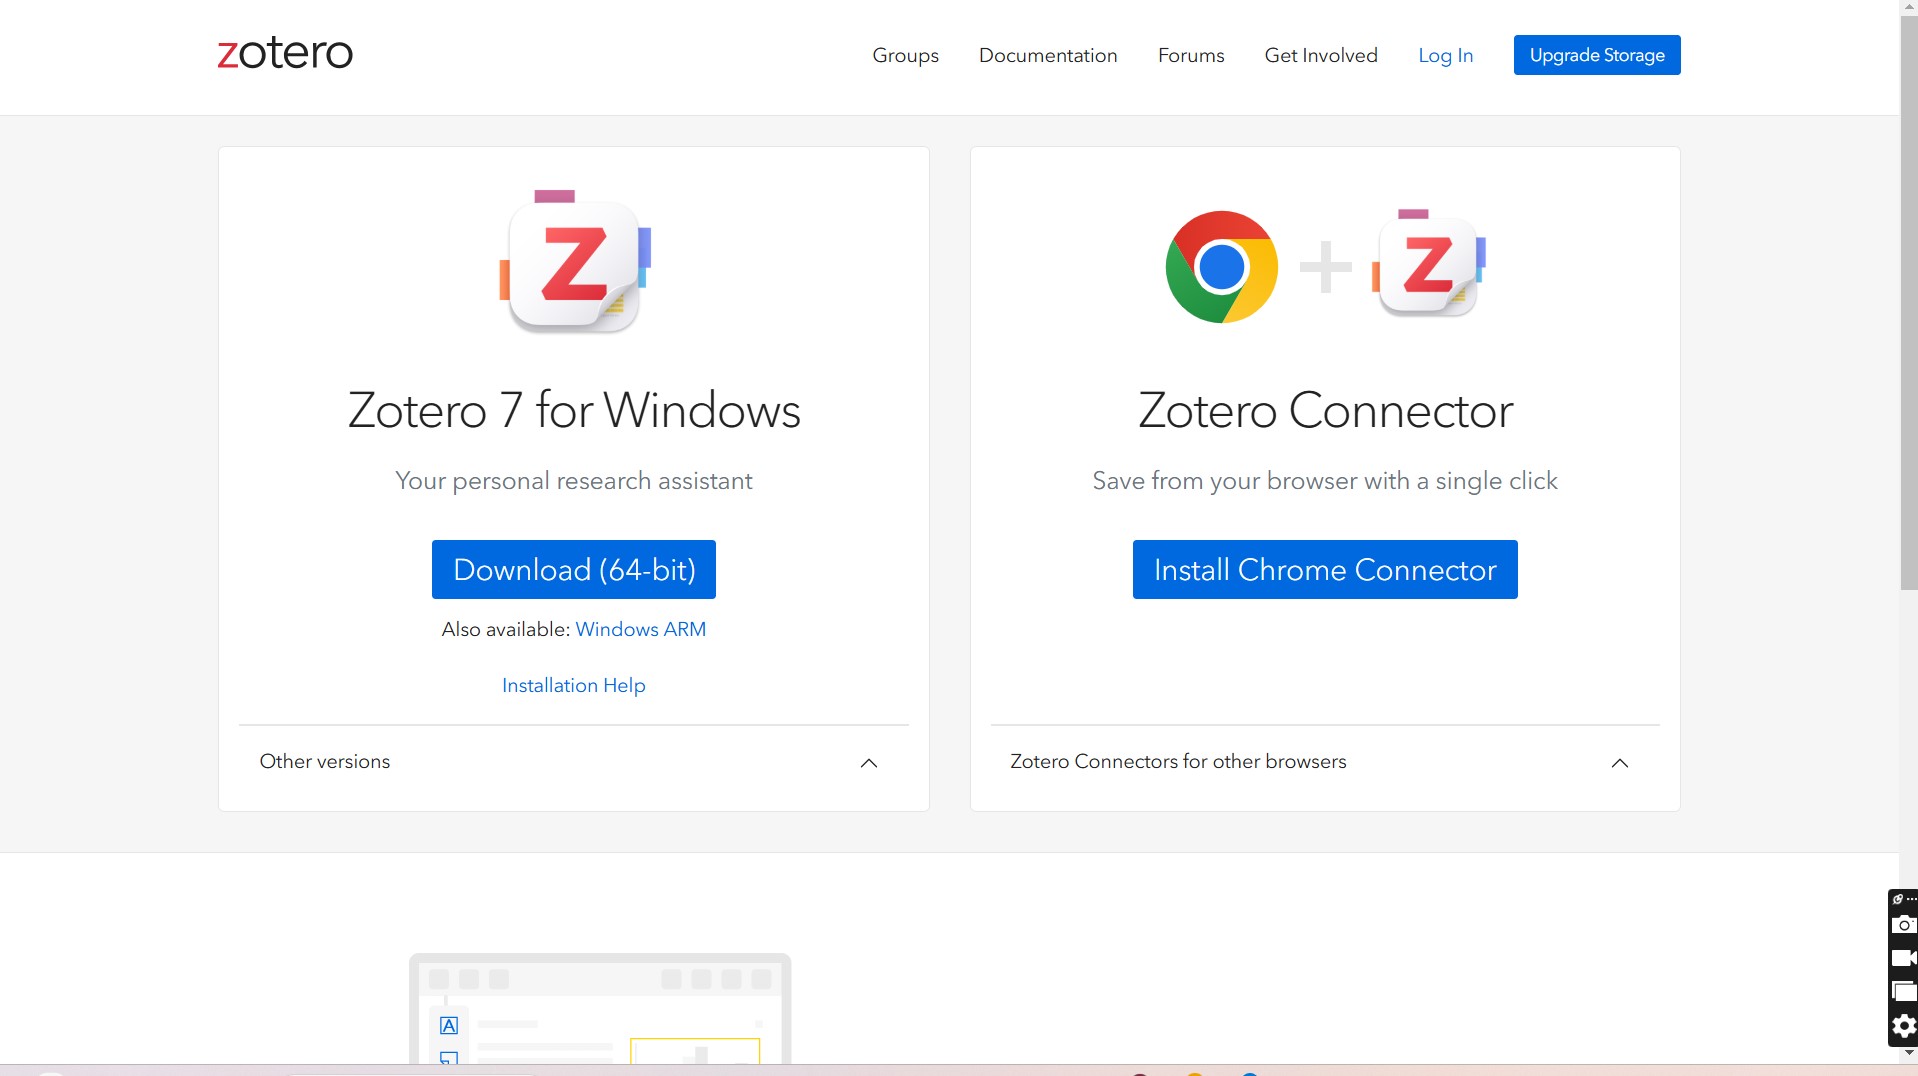 zotero
Groups
Documentation
Forums
Get Involved
Log In
Upgrade Storage
Z
Z
Zotero 7 for Windows
Your personal research assistant
Download (64-bit)
Also available: Windows ARM
Installation Help
Other versions
Zotero Connector
Save from your browser with a single click
Install Chrome Connector
Zotero Connectors for other browsers
A